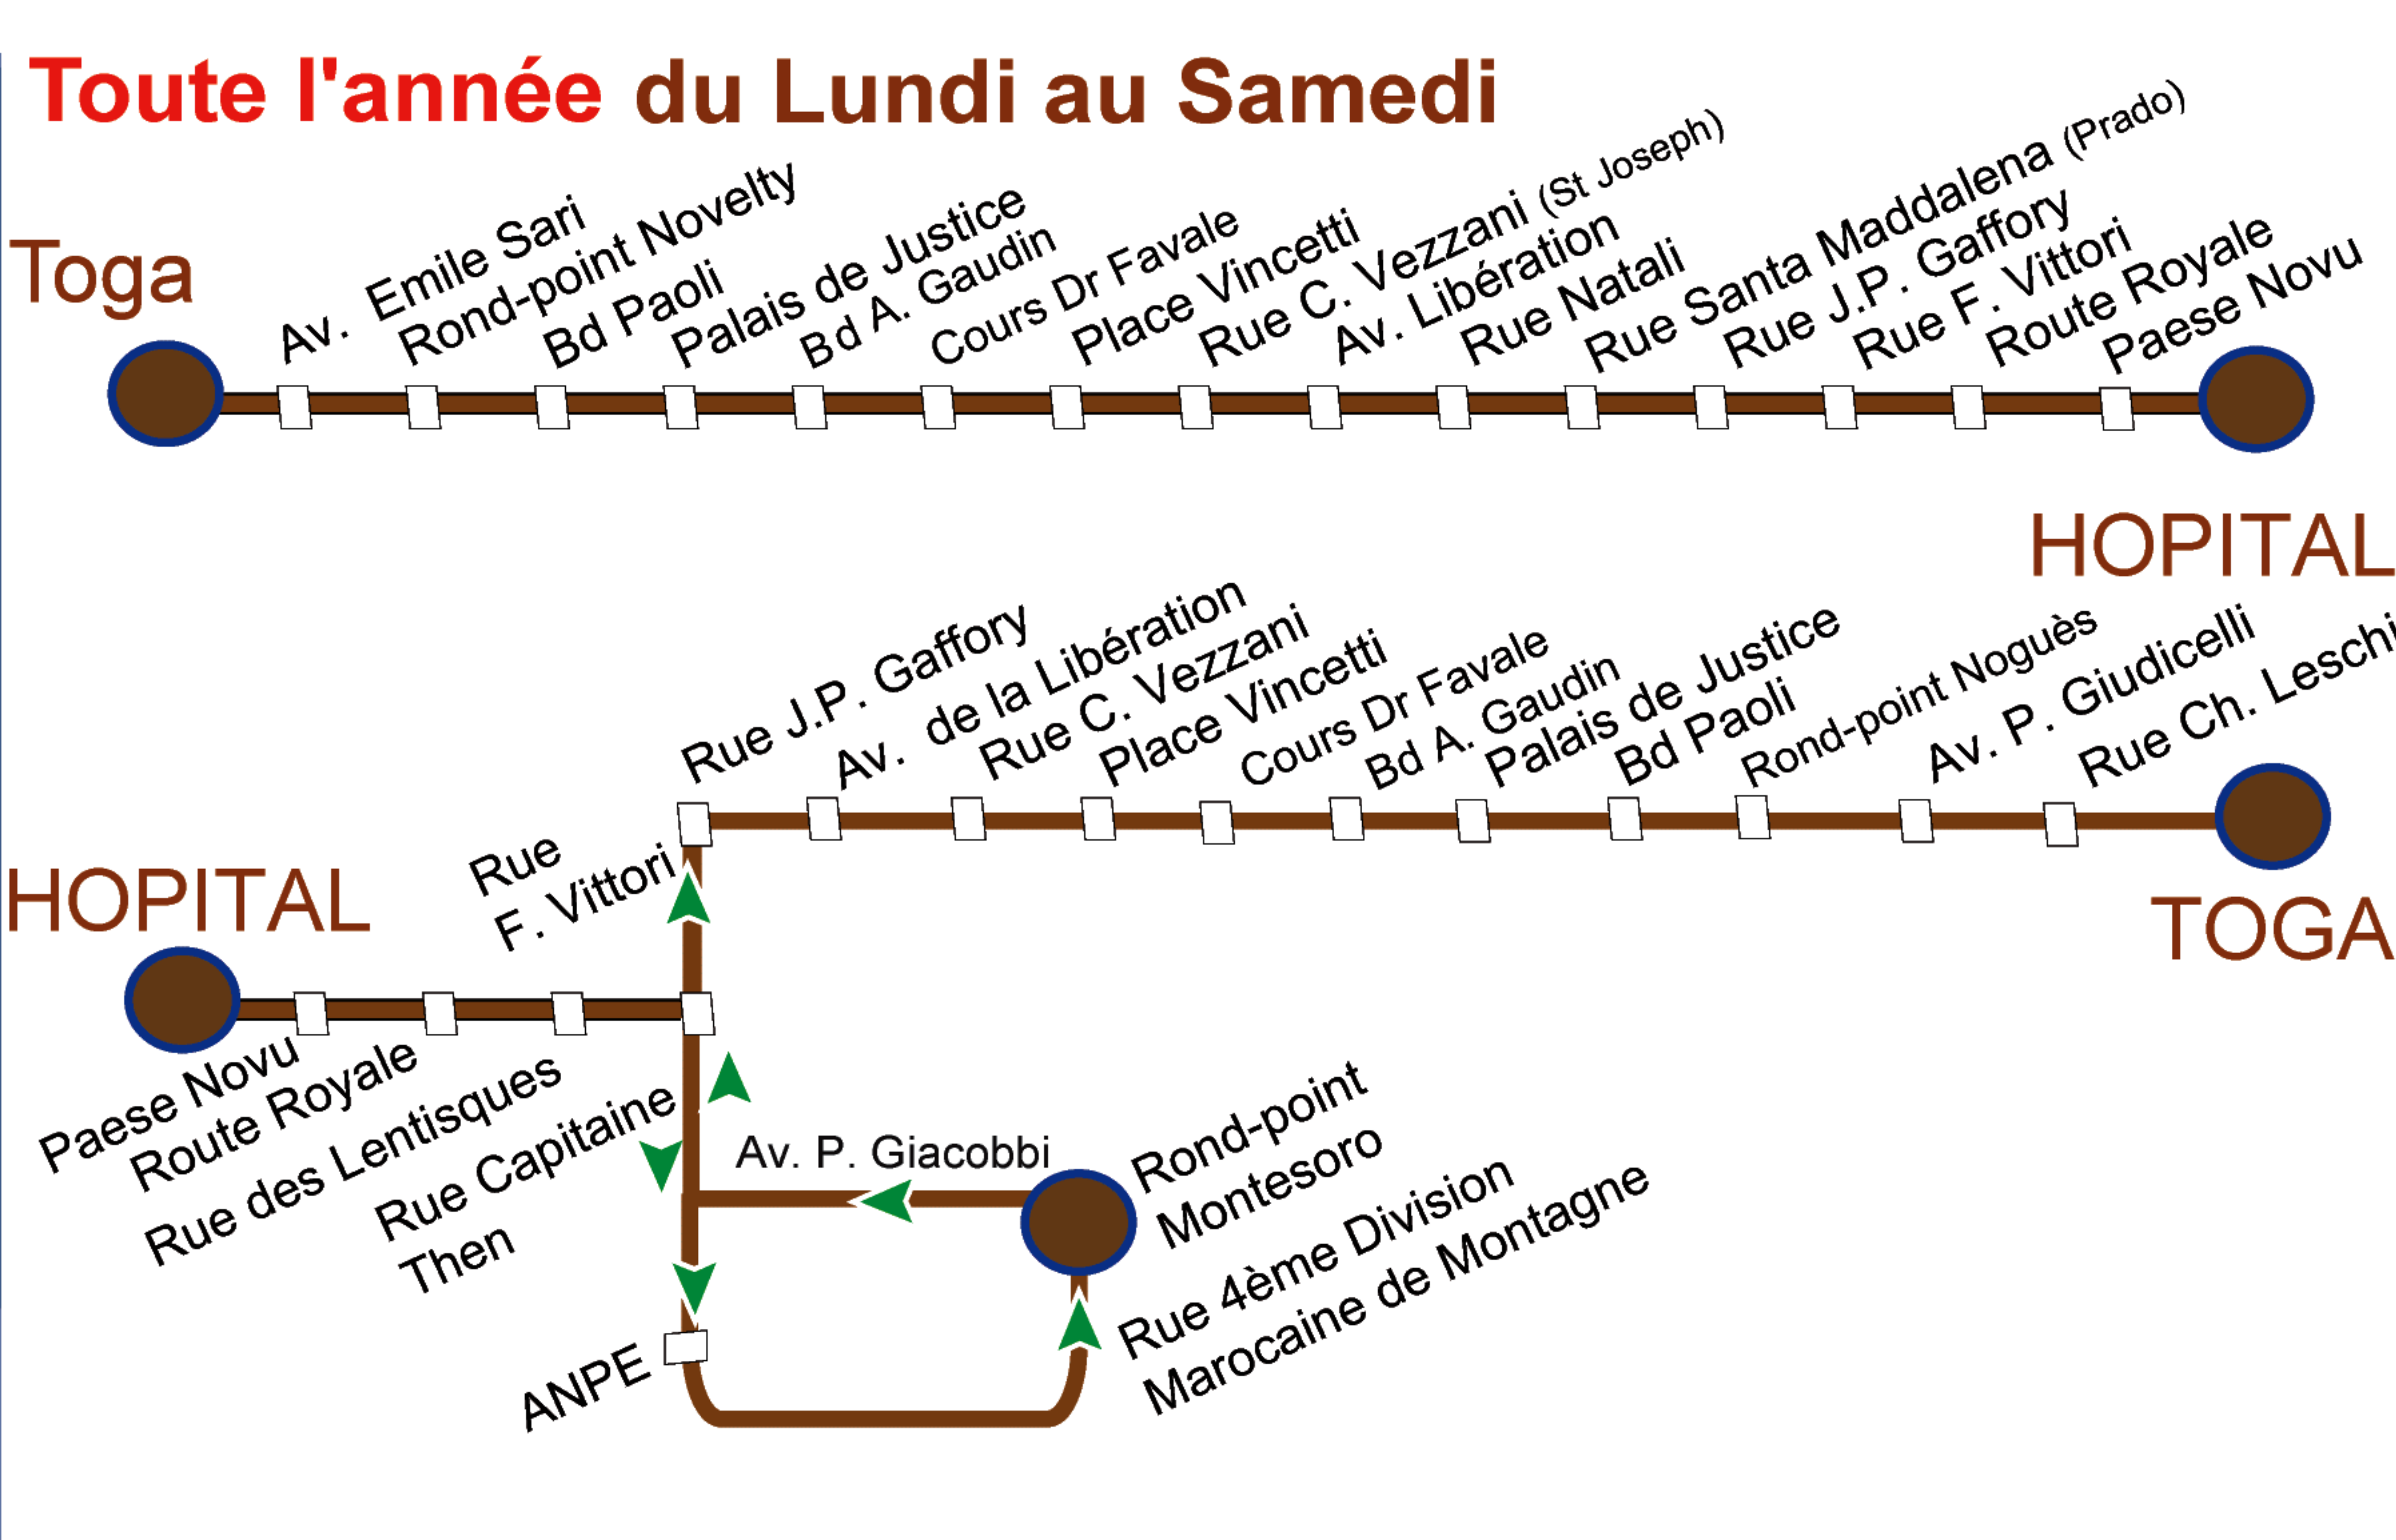 Toute l'année du Lundi au Samedi
Toga
Av. Emile Sari
Rond-point Novelty
Bd Paoli
Palais de Justice
Bd A. Gaudin
Cours Dr Favale
Place Vincetti
Rue C. Vezzani (St Joseph)
Av. Libération
Rue Natali
Rue Santa Maddalena (Prado)
Rue J.P. Gaffory
Rue F. Vittori
Route Royale
Paese Novu
HOPITAL
HOPITAL
Paese Novu
Route Royale
Rue des Lentisques
Rue Capitaine
Then
ANPE
Rue 4ème Division
Marocaine de Montagne
Rond-point
Montesoro
Av. P. Giacobbi
Rue
F. Vittori
Rue J.P. Gaffory
Av. de la Libération
Rue C. Vezzani
Place Vincetti
Cours Dr Favale
Bd A. Gaudin
Palais de Justice
Bd Paoli
Rond-point Noguès
Av. P. Giudicelli
Rue Ch. Leschi
TOGA